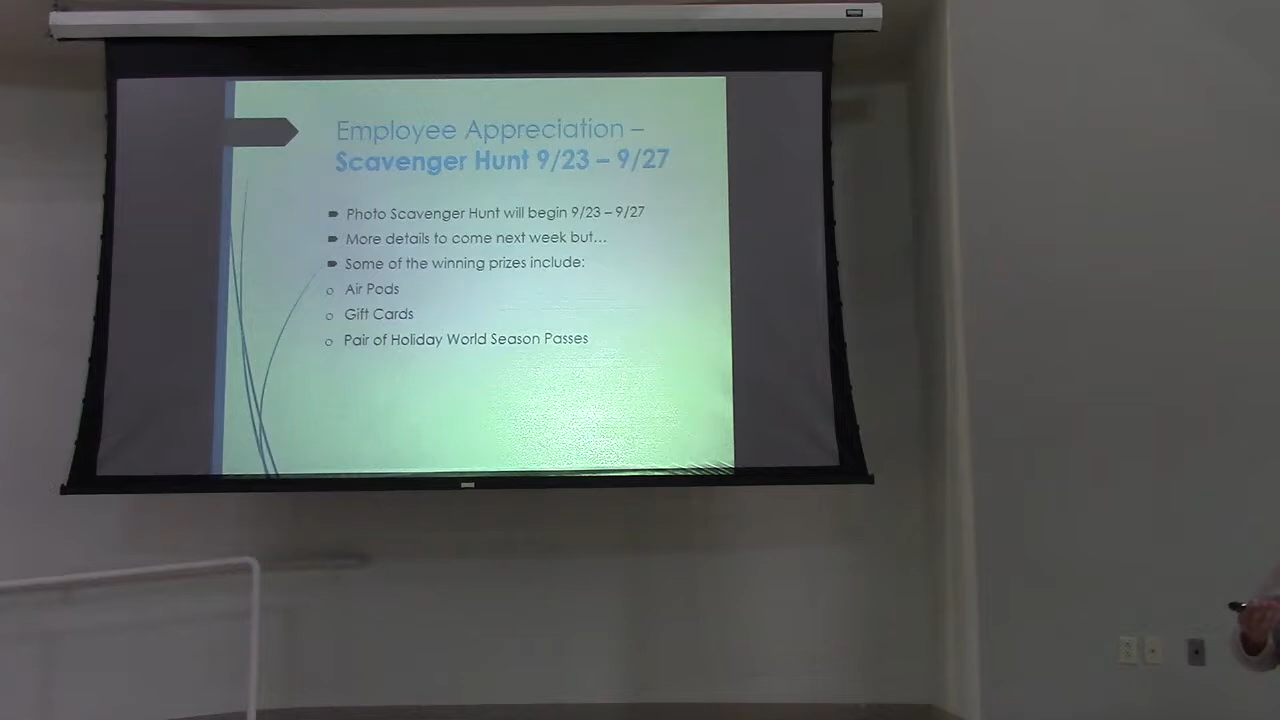 Employee Appreciation –
Scavenger Hunt 9/23 – 9/27
Photo Scavenger Hunt will begin 9/23 – 9/27
More details to come next week but...
Some of the winning prizes include:
Air Pods
Gift Cards
Pair of Holiday World Season Passes